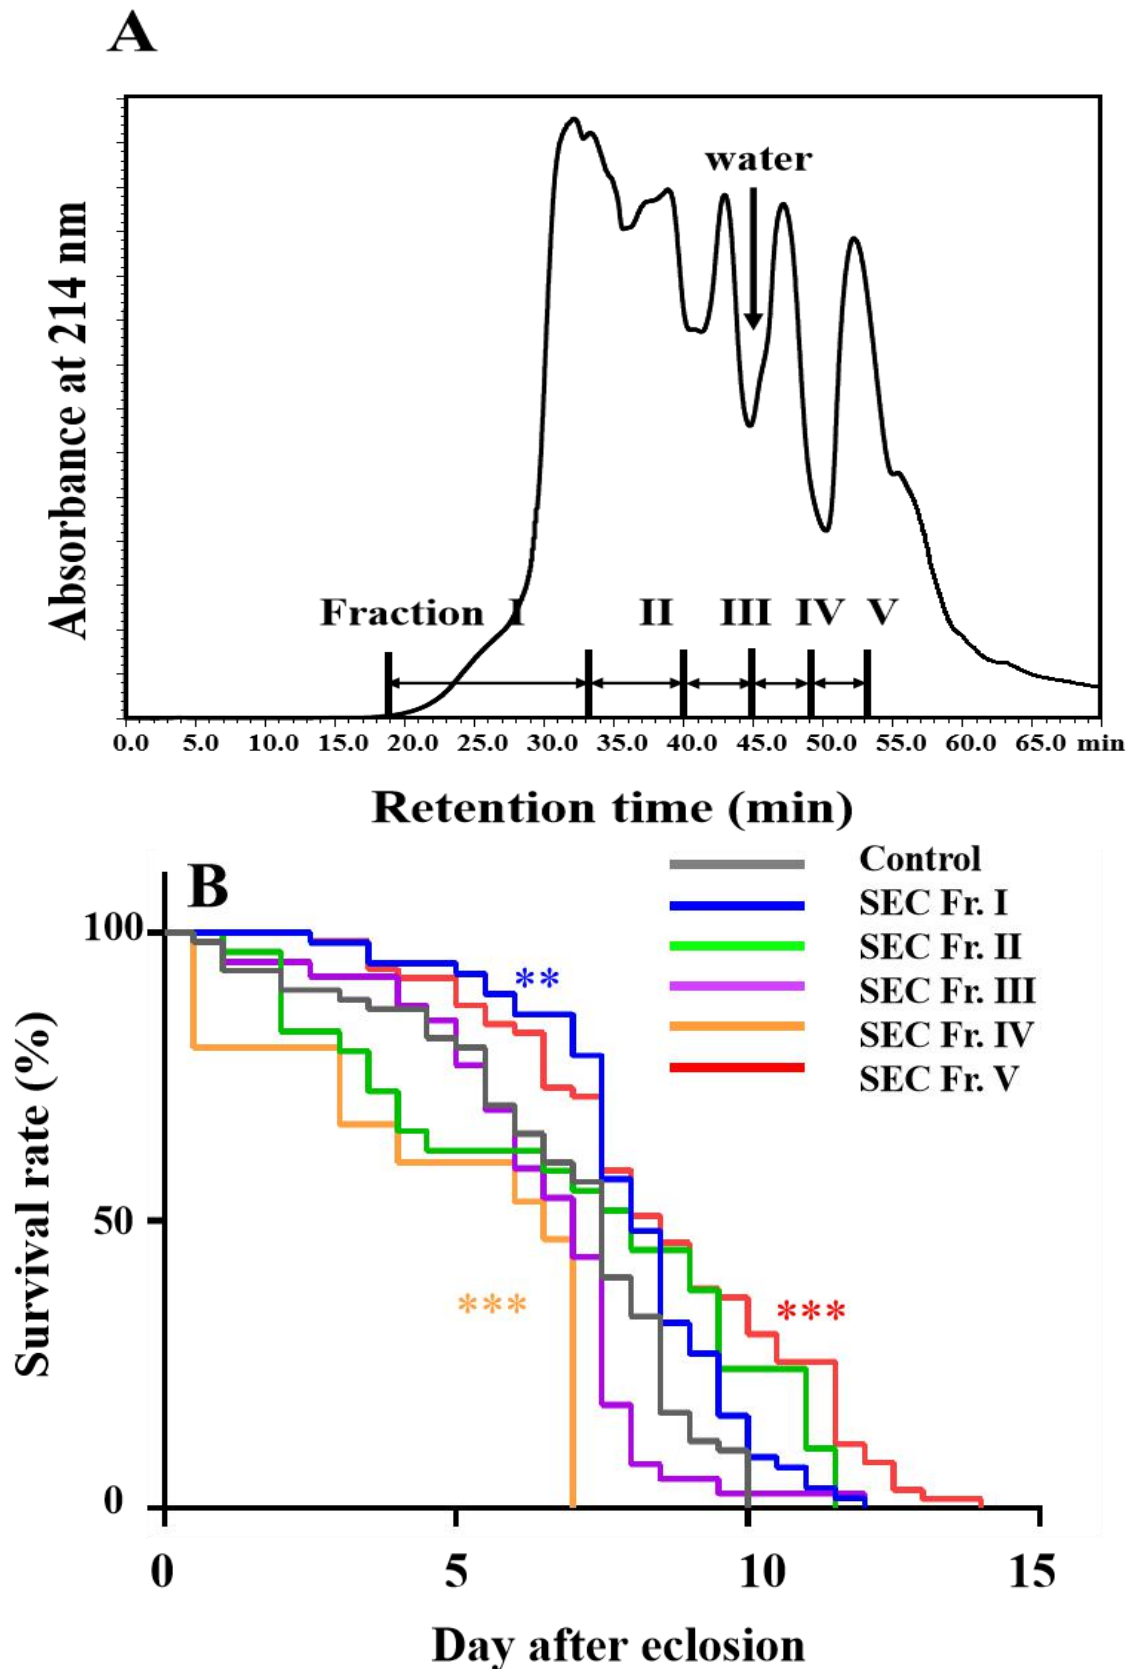 A
Absorbance at 214 nm
water
Fraction I II III IV V
0.0 5.0 10.0 15.0 20.0 25.0 30.0 35.0 40.0 45.0 50.0 55.0 60.0 65.0 min
Retention time (min)
B
Control
SEC Fr. I
SEC Fr. II
SEC Fr. III
SEC Fr. IV
SEC Fr. V
Survival rate (%)
100
50
0
**
***
***
0 5 10 15
Day after eclosion